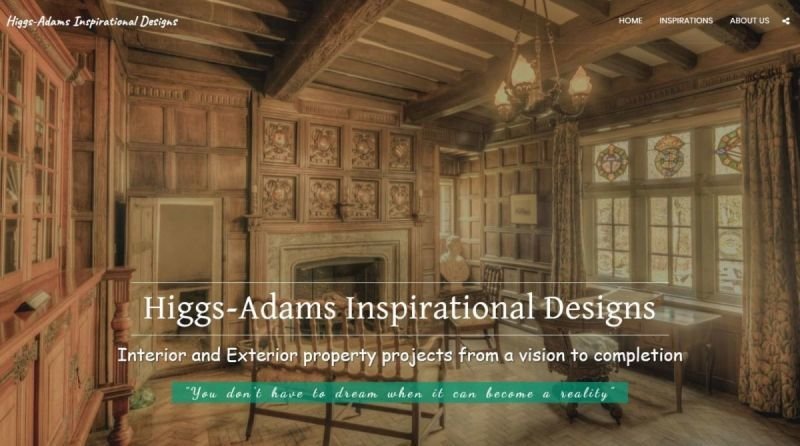 Higgs-Adams Inspirational Designs
HOME INSPIRATIONS ABOUT US
Higgs-Adams Inspirational Designs
Interior and Exterior property projects from a vision to completion
"You don't have to dream when it can become a reality"